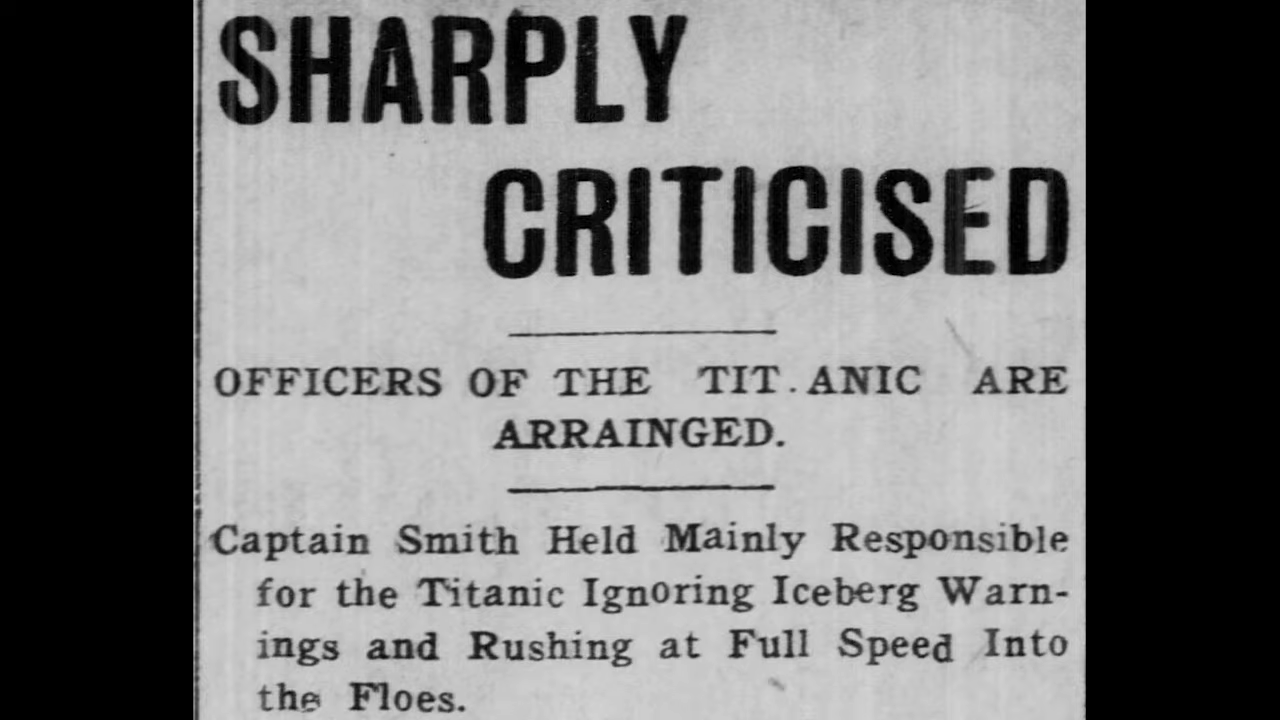 SHARPLY
CRITICISED
OFFICERS OF THE TIT.ANIC ARE
ARRAINGED.
Captain Smith Held Mainly Responsible
for the Titanic Ignoring Iceberg Warn-
ings and Rushing at Full Speed Into
the Floes.